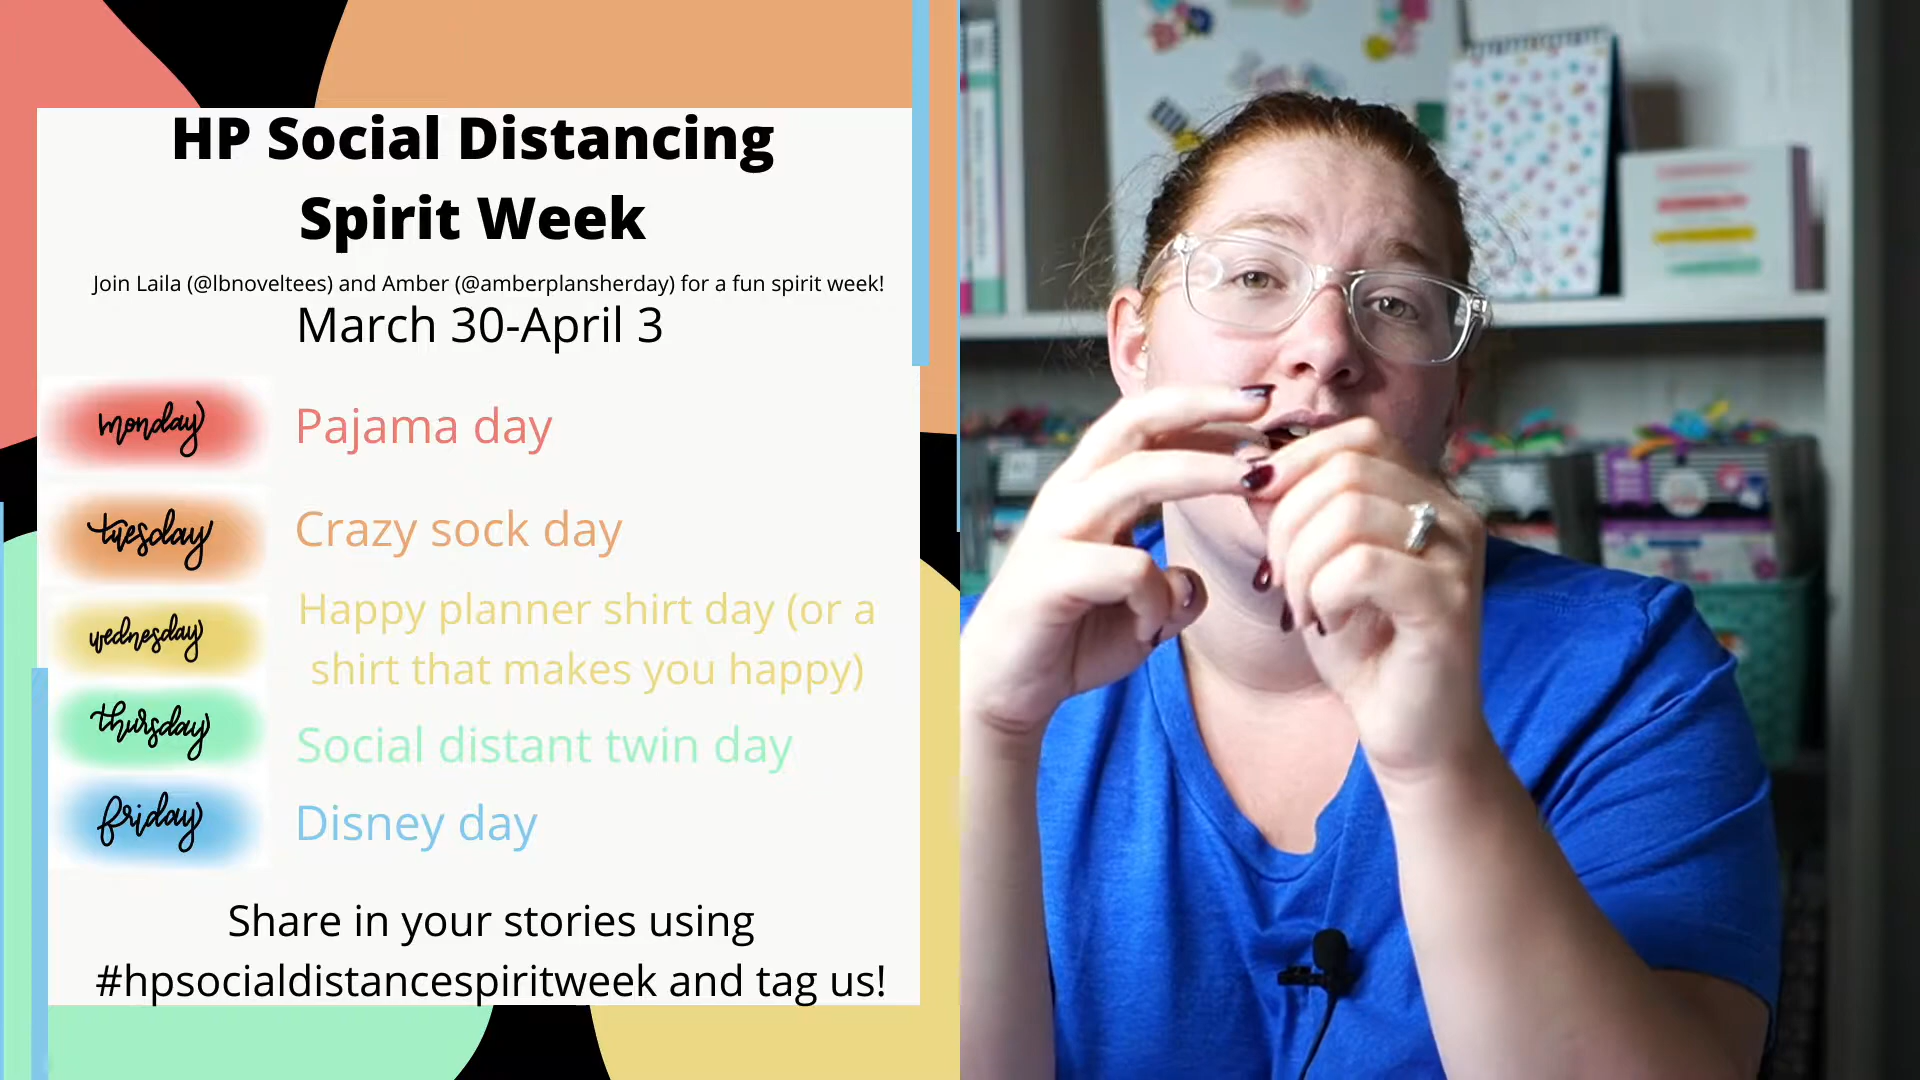 HP Social Distancing
Spirit Week
Join Laila (@lbnoveltees) and Amber (@amberplansherday) for a fun spirit week!
March 30-April 3
monday
Pajama day
tuesday
Crazy sock day
wednesday
Happy planner shirt day (or a
shirt that makes you happy)
thursday
Social distant twin day
friday
Disney day
Share in your stories using
#hpsocialdistancespiritweek and tag us!